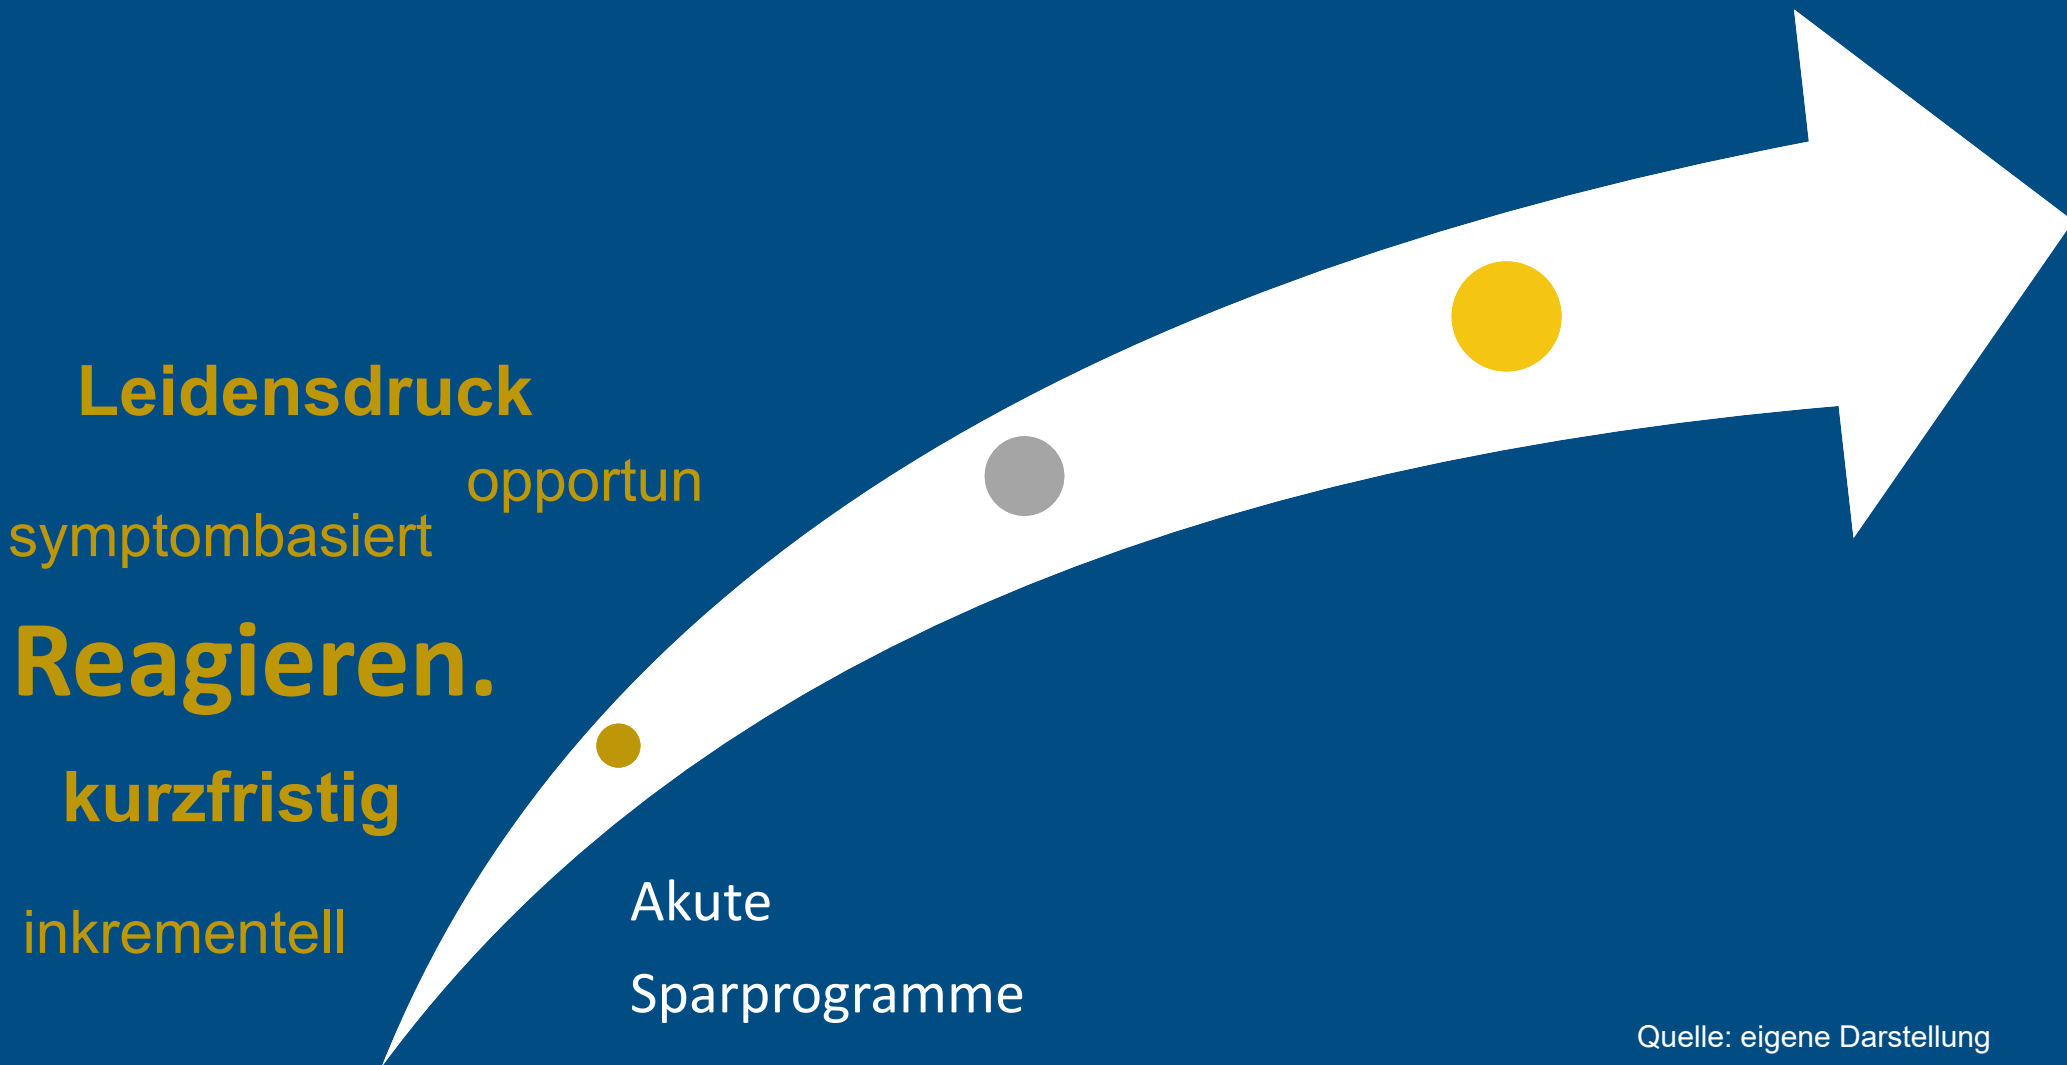 Leidensdruck
opportun
symptombasiert
Reagieren.
kurzfristig
inkrementell
Akute
Sparprogramme
Quelle: eigene Darstellung